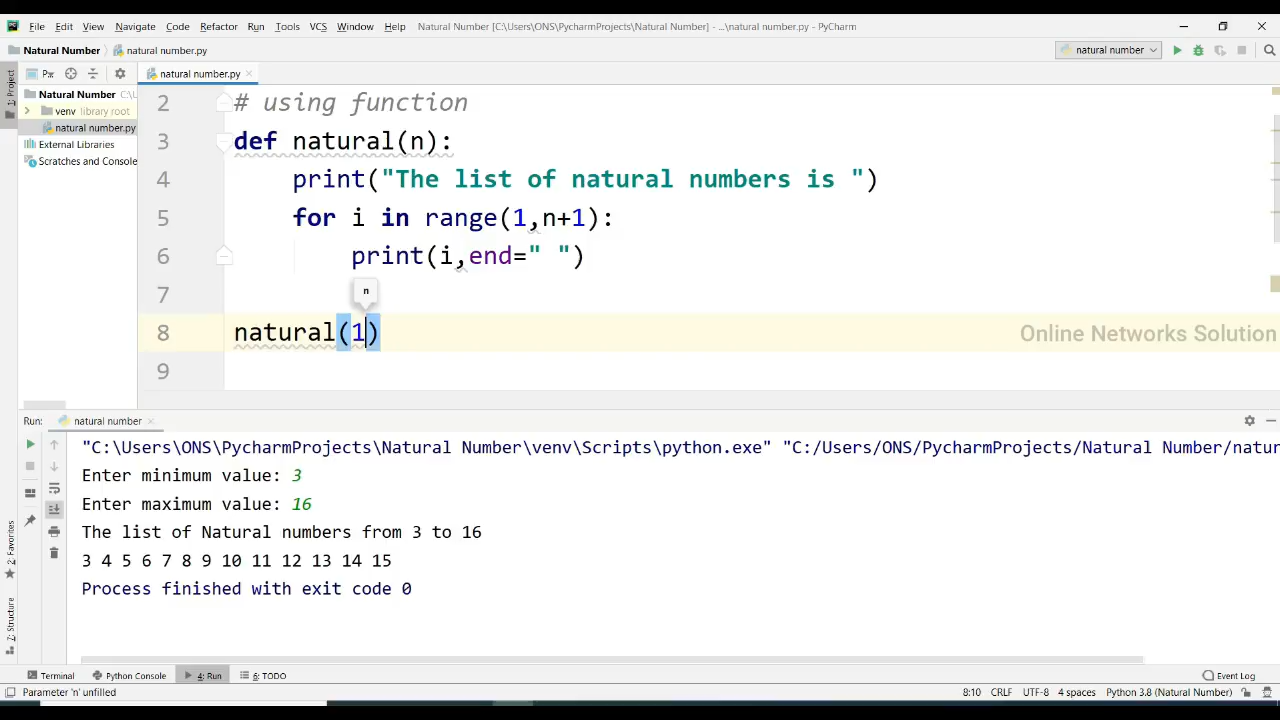 File Edit View Navigate Code Refactor Run Tools VCS Window Help Natural Number [C:\Users\ONS\PycharmProjects\Natural Number] - ...\natural number.py - PyCharm
Natural Number natural number.py natural number
1: Project
Natural Number C:\U
venv library root
natural number.py
External Libraries
Scratches and Console
natural number.py
2 # using function
3 def natural(n):
4 print("The list of natural numbers is ")
5 for i in range(1,n+1):
6 print(i,end=" ")
7
n
8 natural(1)
9
Online Networks Solution
Run: natural number
"C:\Users\ONS\PycharmProjects\Natural Number\venv\Scripts\python.exe" "C:/Users/ONS/PycharmProjects/Natural Number/natur
Enter minimum value: 3
Enter maximum value: 16
The list of Natural numbers from 3 to 16
3 4 5 6 7 8 9 10 11 12 13 14 15
Process finished with exit code 0
2: Favorites
7: Structure
Terminal Python Console 4: Run 6: TODO Event Log
Parameter 'n' unfilled 8:10 CRLF UTF-8 4 spaces Python 3.8 (Natural Number)